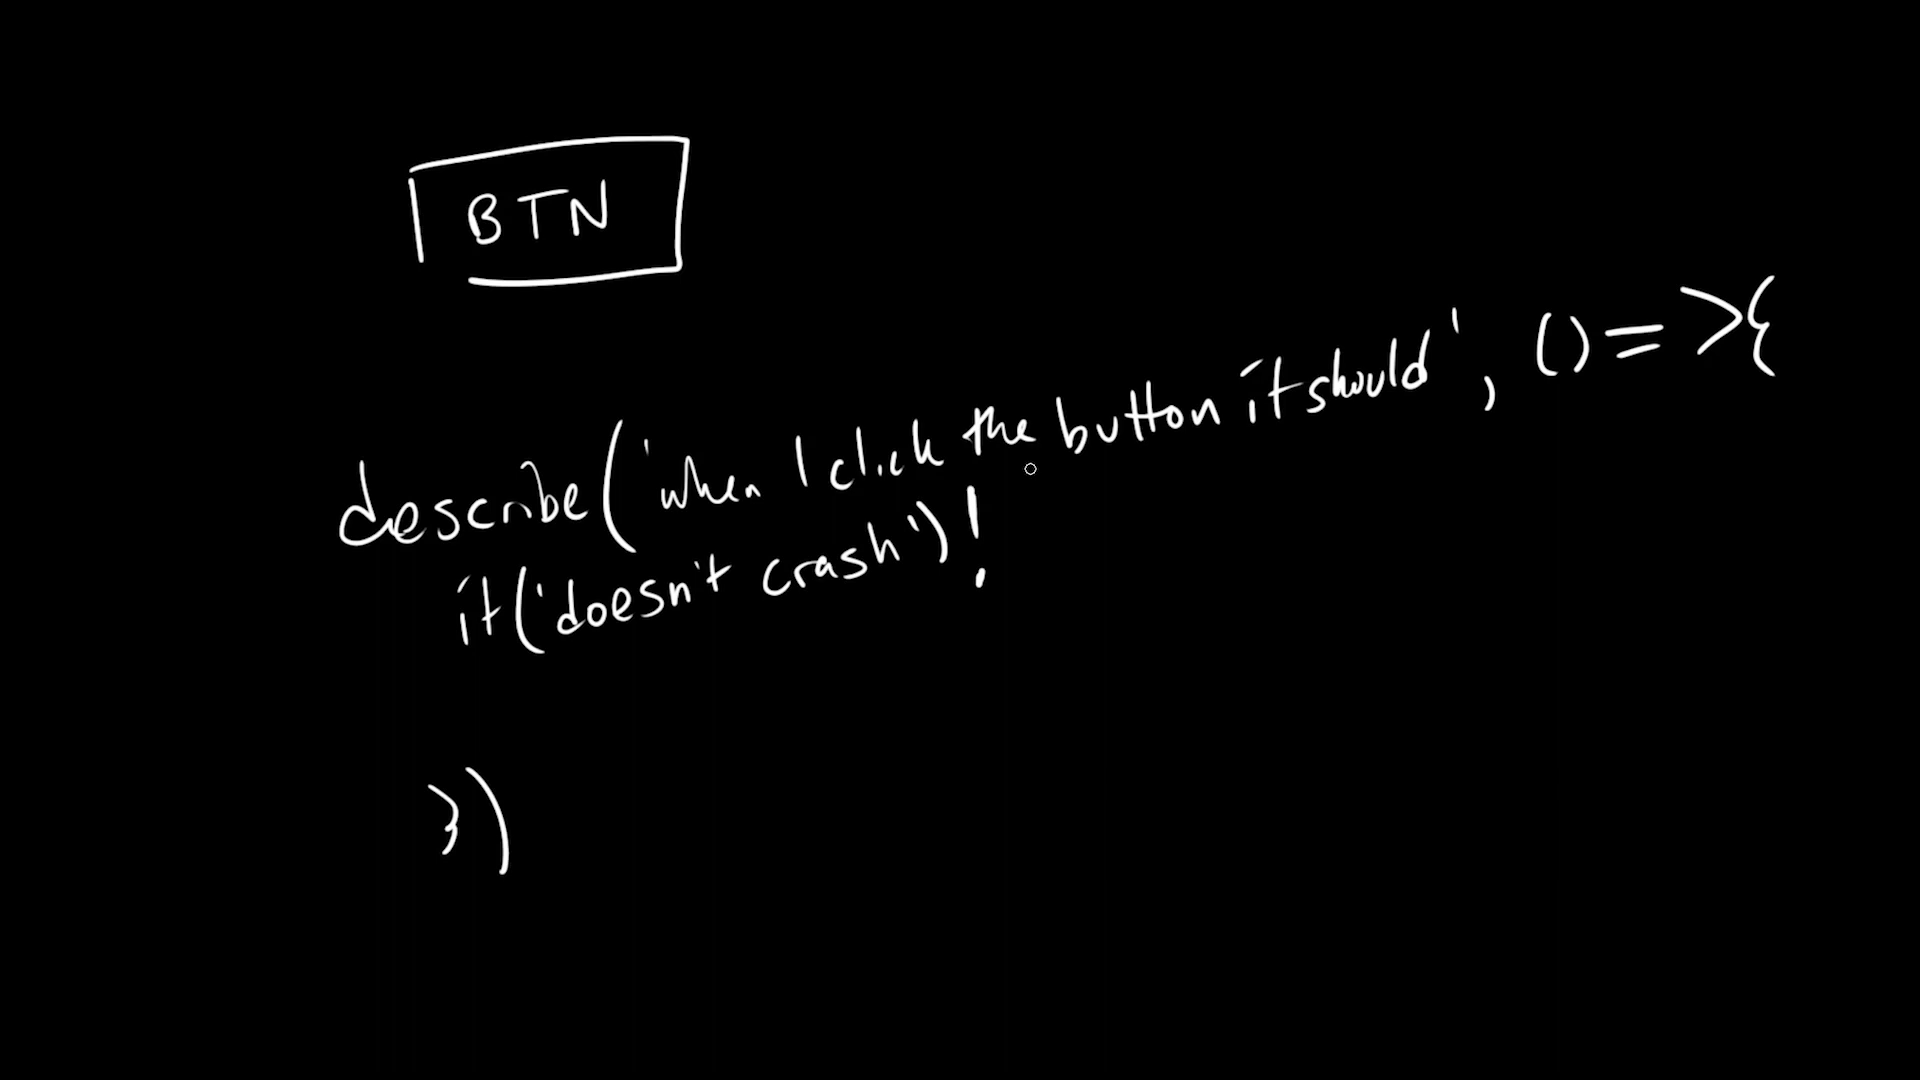 BTN
describe('when I click the button it should', () => {
it('doesn't crash')!
})